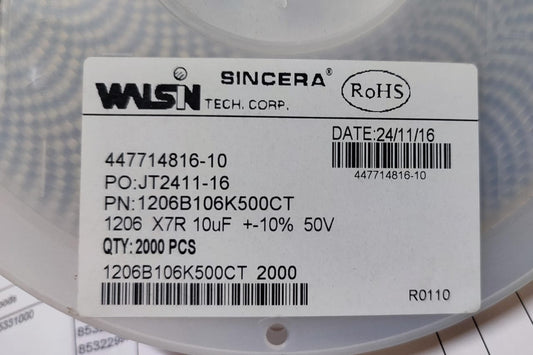 WALSIN SINCERA® RoHS
TECH. CORP.
DATE:24/11/16
447714816-10
447714816-10
PO:JT2411-16
PN:1206B106K500CT
1206 X7R 10uF +-10% 50V
QTY:2000 PCS
1206B106K500CT 2000
R0110